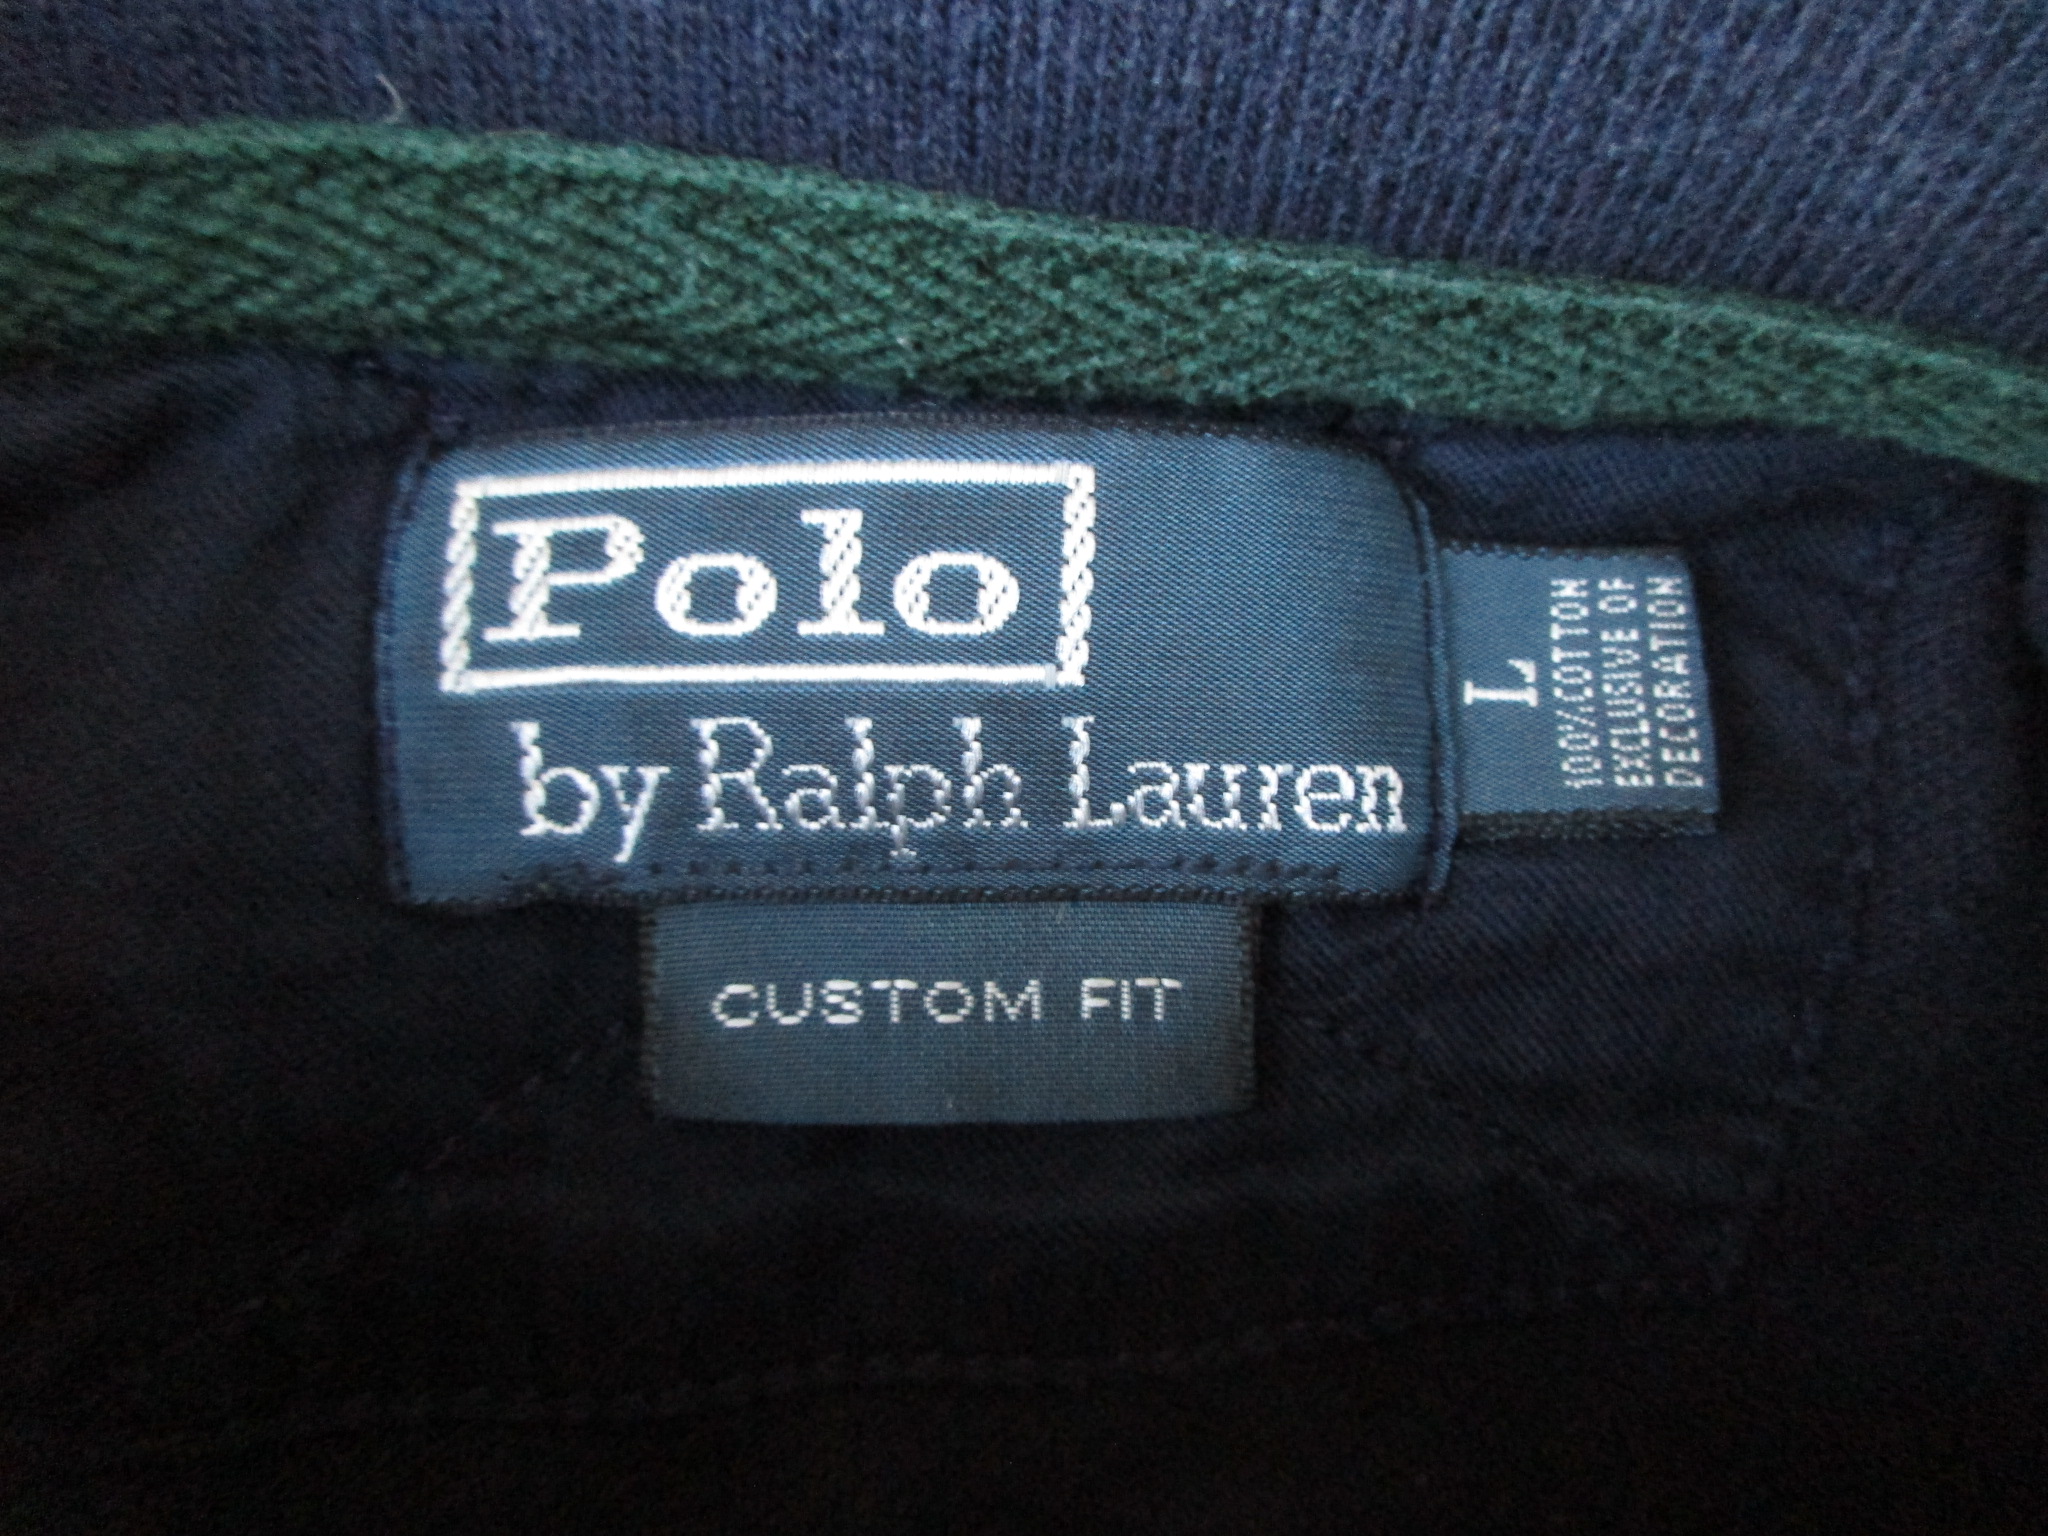 Polo
by Ralph Lauren
L
100% COTTON
EXCLUSIVE OF
DECORATION
CUSTOM FIT